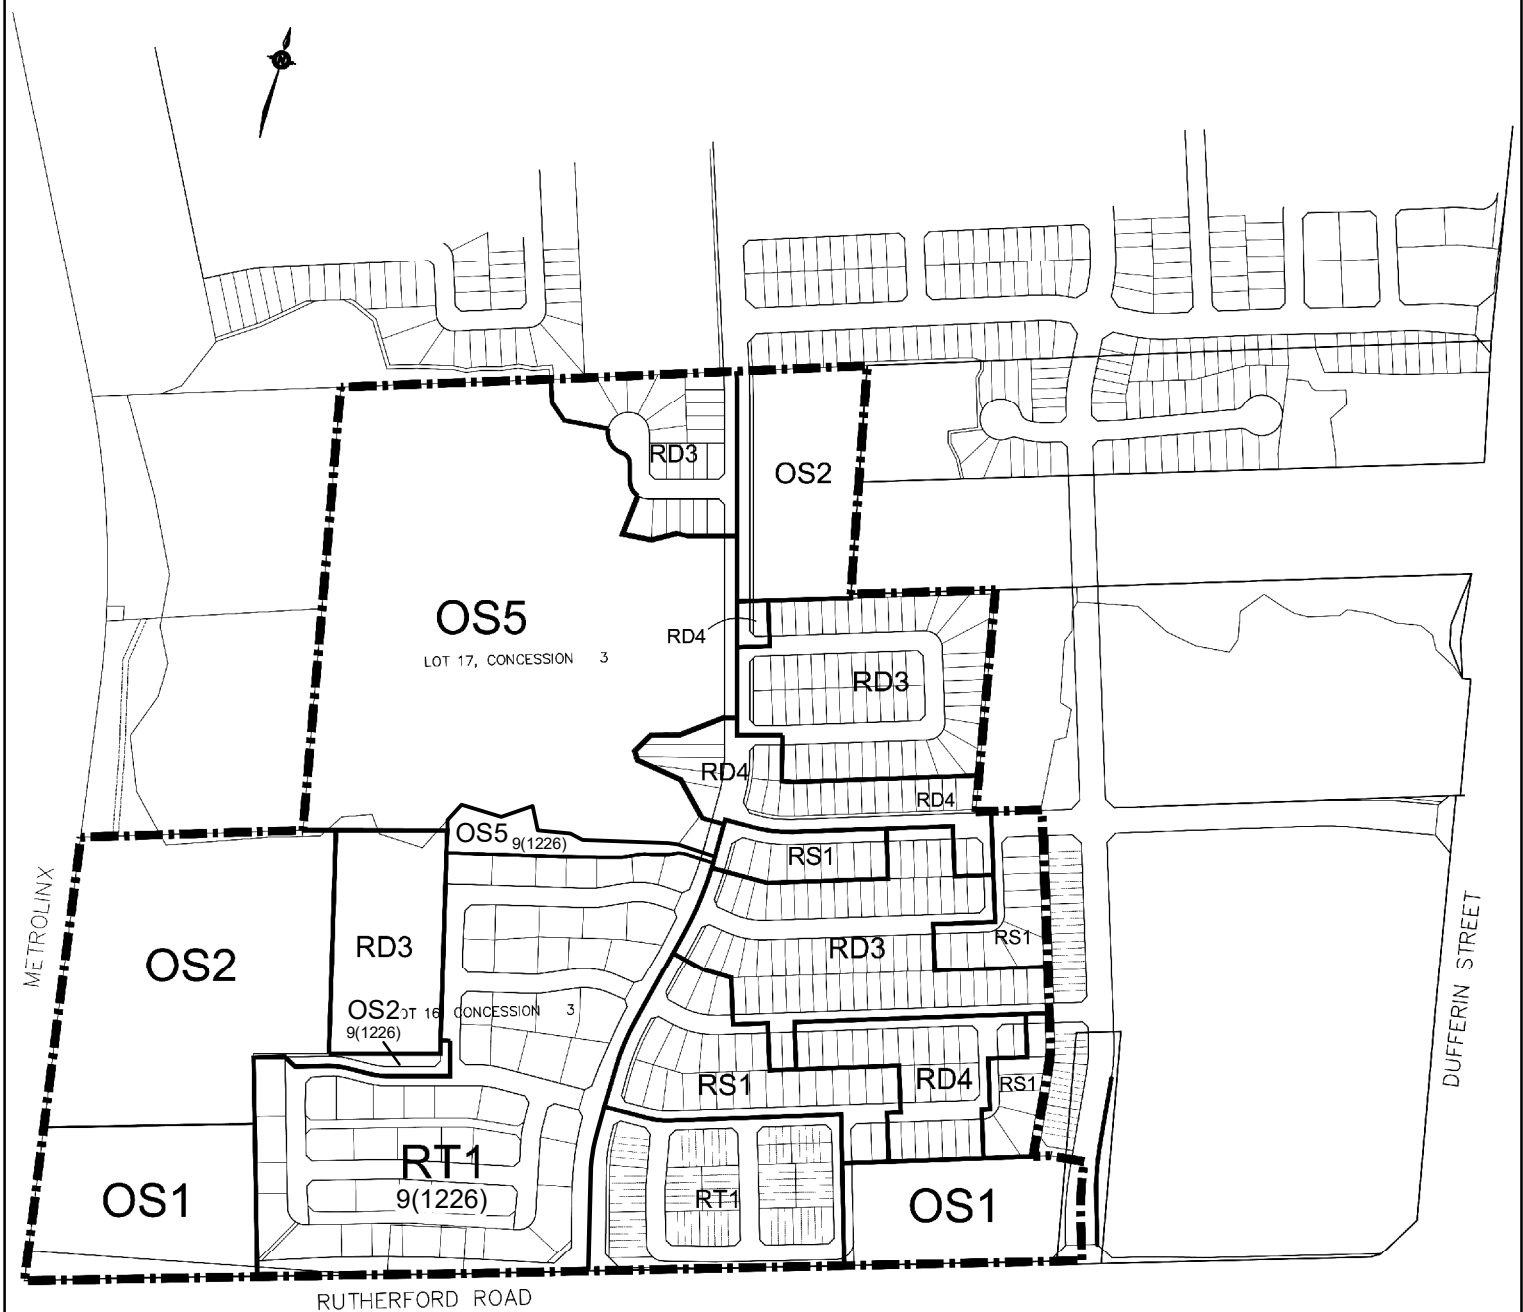 N
RD3
OS2
OS5
LOT 17, CONCESSION 3
RD4
RD3
RD4
RD4
OS5 9(1226)
RS1
METROLINX
OS2
RD3
RD3
RS1
DUFFERIN STREET
OS2
OT 16, CONCESSION 3
9(1226)
RS1
RD4
RS1
RT1
9(1226)
OS1
RT1
OS1
RUTHERFORD ROAD